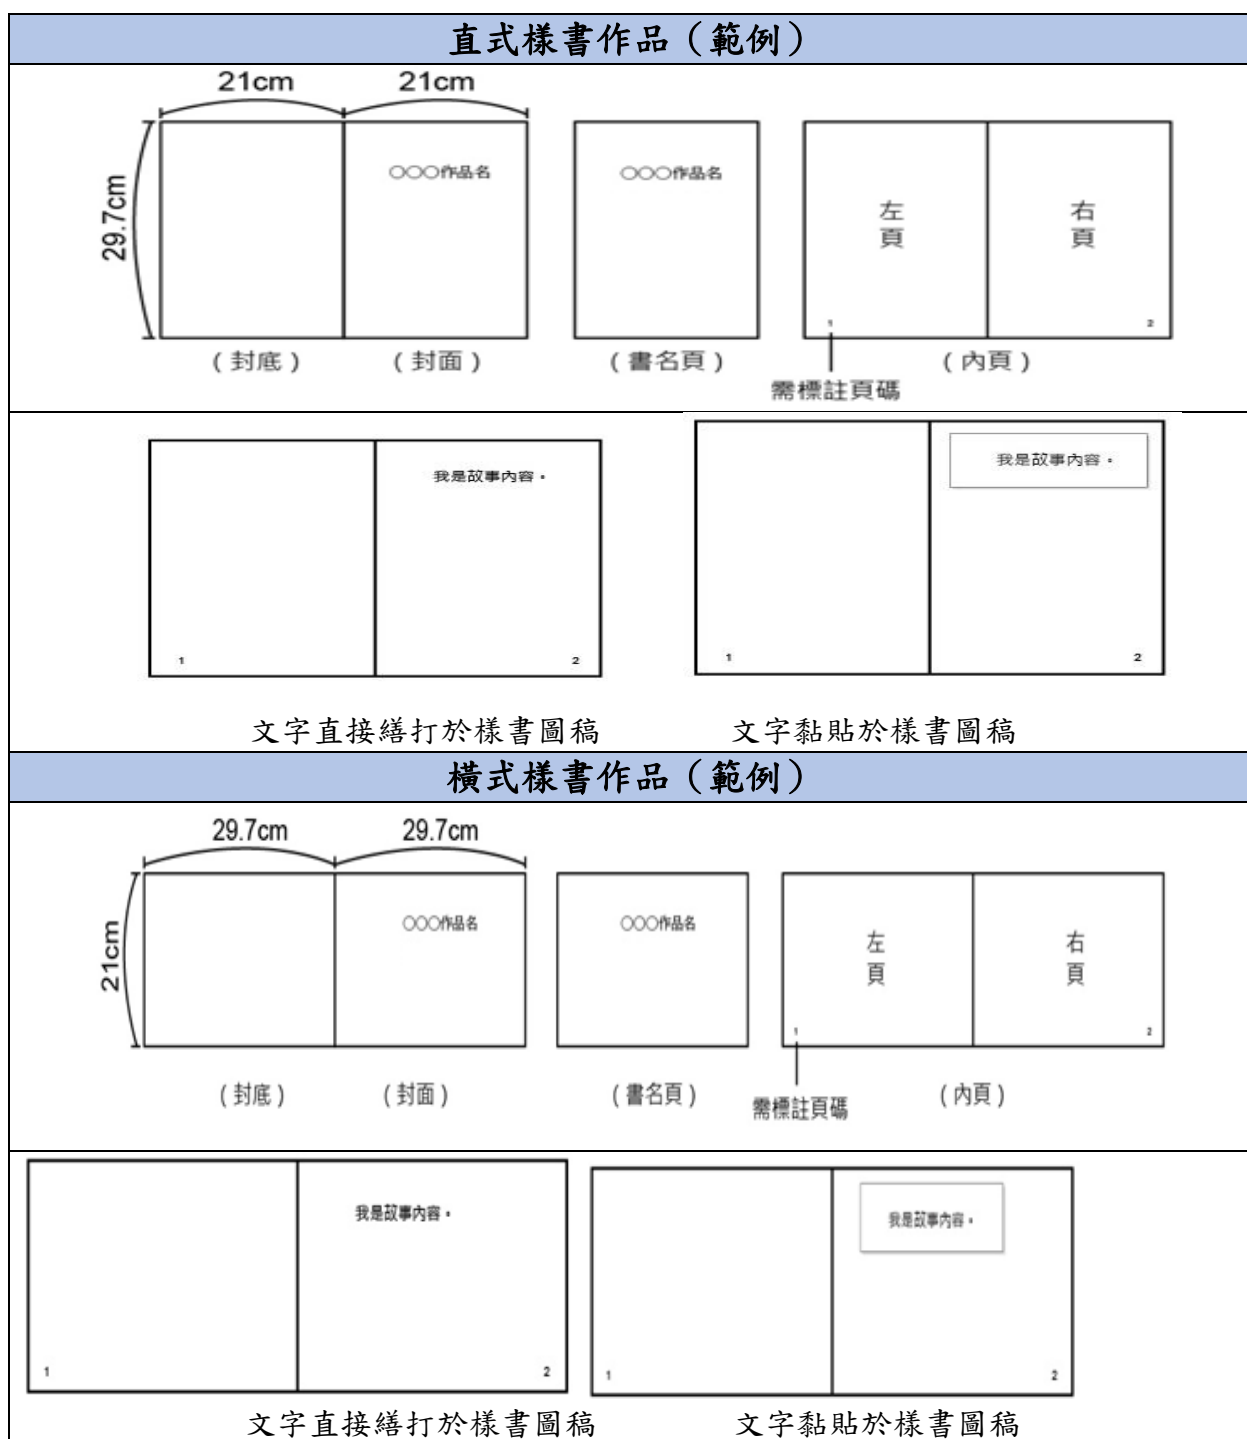 直式樣書作品（範例）
21cm 21cm
29.7cm
○○○作品名 ○○○作品名
左頁 右頁
1 2
（封底） （封面） （書名頁） （內頁）
需標註頁碼
我是故事內容。 我是故事內容。
1 2 1 2
文字直接繕打於樣書圖稿 文字黏貼於樣書圖稿
橫式樣書作品（範例）
29.7cm 29.7cm
21cm
○○○作品名 ○○○作品名
左頁 右頁
1 2
（封底） （封面） （書名頁） 需標註頁碼 （內頁）
我是故事內容。 我是故事內容。
1 2 1 2
文字直接繕打於樣書圖稿 文字黏貼於樣書圖稿